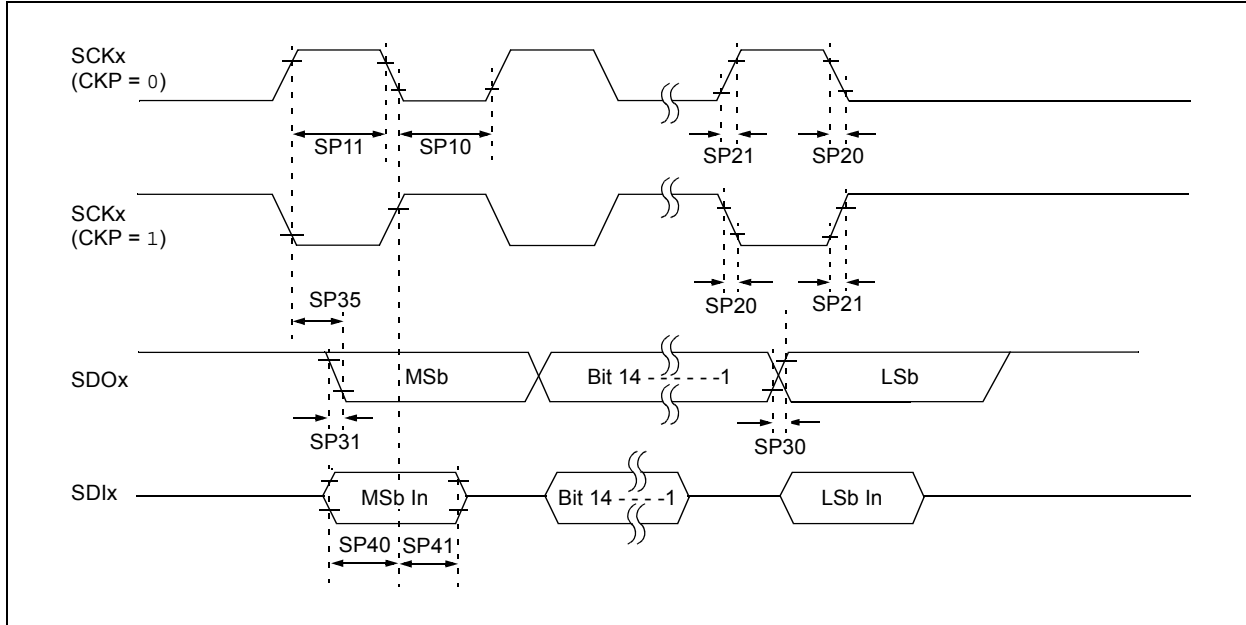 SCKx
(CKP = 0)
SP11
SP10
SP21
SP20
SCKx
(CKP = 1)
SP35
SP20
SP21
SDOx
MSb
Bit 14 - - - - - -1
LSb
SP31
SP30
SDIx
MSb In
Bit 14 - - - - -1
LSb In
SP40
SP41